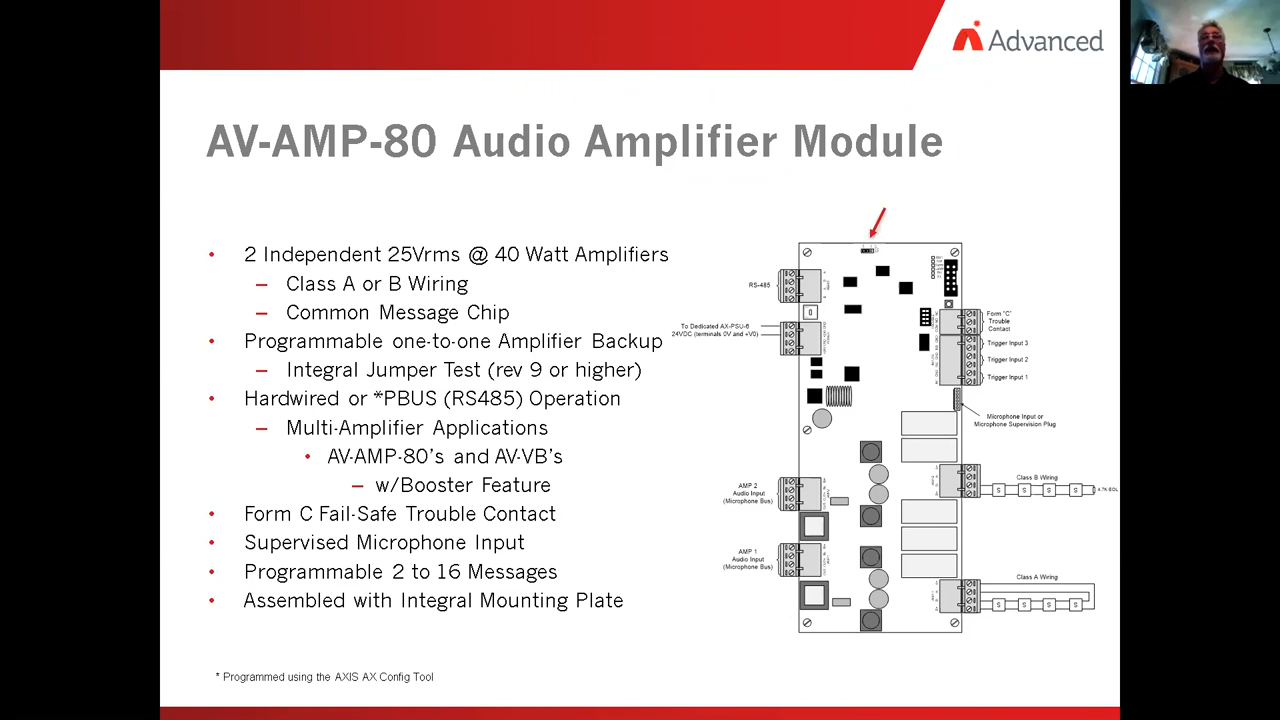 Advanced
AV-AMP-80 Audio Amplifier Module
• 2 Independent 25Vrms @ 40 Watt Amplifiers
– Class A or B Wiring
– Common Message Chip
• Programmable one-to-one Amplifier Backup
– Integral Jumper Test (rev 9 or higher)
• Hardwired or *PBUS (RS485) Operation
– Multi-Amplifier Applications
• AV-AMP-80’s and AV-VB’s
– w/Booster Feature
• Form C Fail-Safe Trouble Contact
• Supervised Microphone Input
• Programmable 2 to 16 Messages
• Assembled with Integral Mounting Plate
* Programmed using the AXIS AX Config Tool
RS-485
To Dedicated AX-PSU-6
24VDC (terminals 0V and +V0)
AMP 2
Audio Input
(Microphone Bus)
AMP 1
Audio Input
(Microphone Bus)
Form "C"
Trouble
Contact
Trigger Input 3
Trigger Input 2
Trigger Input 1
Microphone Input or
Microphone Supervision Plug
Class B Wiring
S S S S
4.7K EOL
Class A Wiring
S S S S